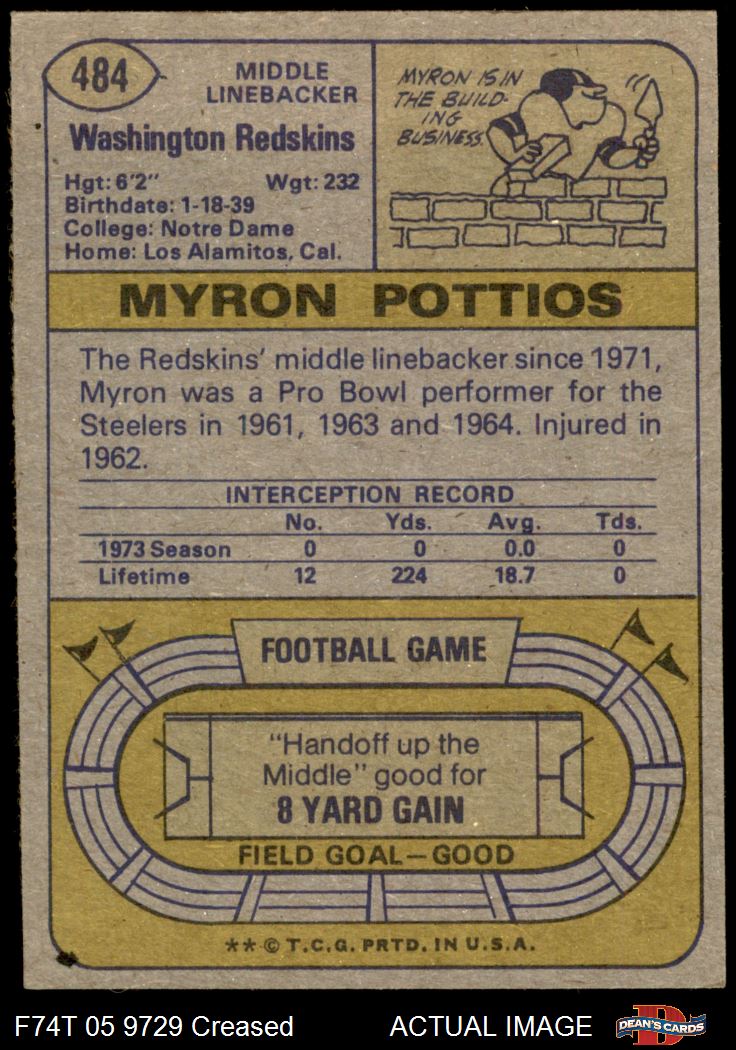 484
MIDDLE
LINEBACKER
Washington Redskins
Hgt: 6'2" Wgt: 232
Birthdate: 1-18-39
College: Notre Dame
Home: Los Alamitos, Cal.
MYRON IS IN
THE BUILD-
ING
BUSINESS.
MYRON POTTIOS
The Redskins' middle linebacker since 1971,
Myron was a Pro Bowl performer for the
Steelers in 1961, 1963 and 1964. Injured in
1962.
INTERCEPTION RECORD
No. Yds. Avg. Tds.
1973 Season 0 0 0.0 0
Lifetime 12 224 18.7 0
FOOTBALL GAME
"Handoff up the
Middle" good for
8 YARD GAIN
FIELD GOAL—GOOD
** © T.C.G. PRTD. IN U.S.A.
F74T 05 9729 Creased ACTUAL IMAGE
D
DEAN'S CARDS